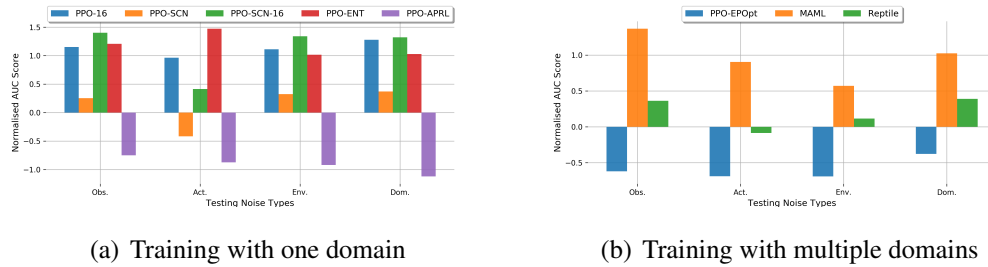 PPO-16 PPO-SCN PPO-SCN-16 PPO-ENT PPO-APRL
Normalised AUC Score
1.5
1.0
0.5
0.0
−0.5
−1.0
Obs. Act. Env. Dom.
Testing Noise Types
(a) Training with one domain
PPO-EPOpt MAML Reptile
Normalised AUC Score
1.0
0.5
0.0
−0.5
Obs. Act. Env. Dom.
Testing Noise Types
(b) Training with multiple domains